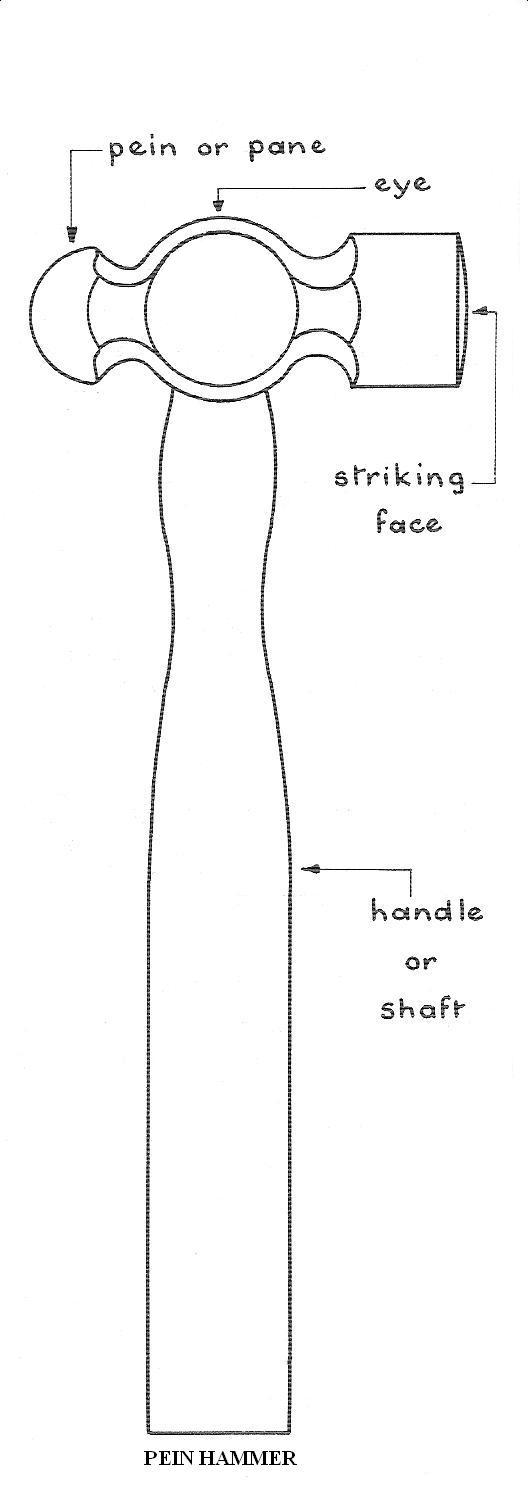 pein or pane
eye
striking
face
handle
or
shaft
PEIN HAMMER